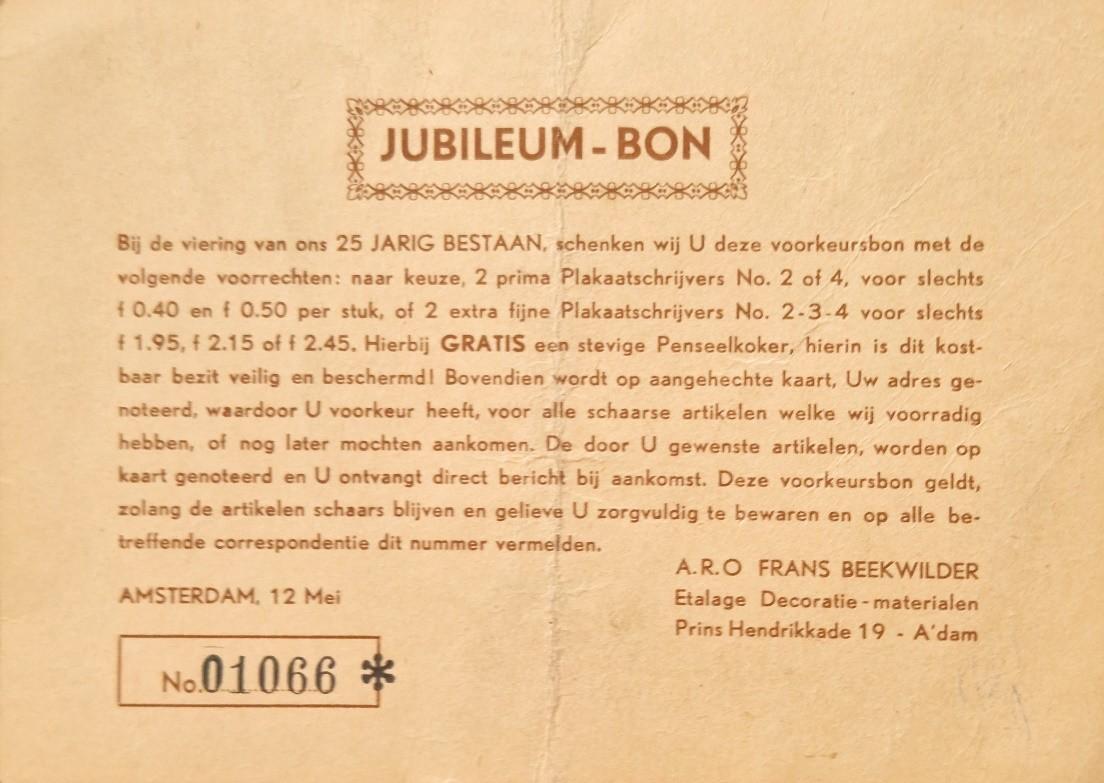 JUBILEUM - BON
Bij de viering van ons 25 JARIG BESTAAN, schenken wij U deze voorkeursbon met de
volgende voorrechten: naar keuze, 2 prima Plakaatschrijvers No. 2 of 4, voor slechts
f 0.40 en f 0.50 per stuk, of 2 extra fijne Plakaatschrijvers No. 2-3-4 voor slechts
f 1.95, f 2.15 of f 2.45. Hierbij GRATIS een stevige Penseelkoker, hierin is dit kost-
baar bezit veilig en beschermd! Bovendien wordt op aangehechte kaart, Uw adres ge-
noteerd, waardoor U voorkeur heeft, voor alle schaarse artikelen welke wij voorradig
hebben, of nog later mochten aankomen. De door U gewenste artikelen, worden op
kaart genoteerd en U ontvangt direct bericht bij aankomst. Deze voorkeursbon geldt,
zolang de artikelen schaars blijven en gelieve U zorgvuldig te bewaren en op alle be-
treffende correspondentie dit nummer vermelden.
A.R.O FRANS BEEKWILDER
Etalage Decoratie-materialen
Prins Hendrikkade 19 - A'dam
AMSTERDAM, 12 Mei
No. 01066 *